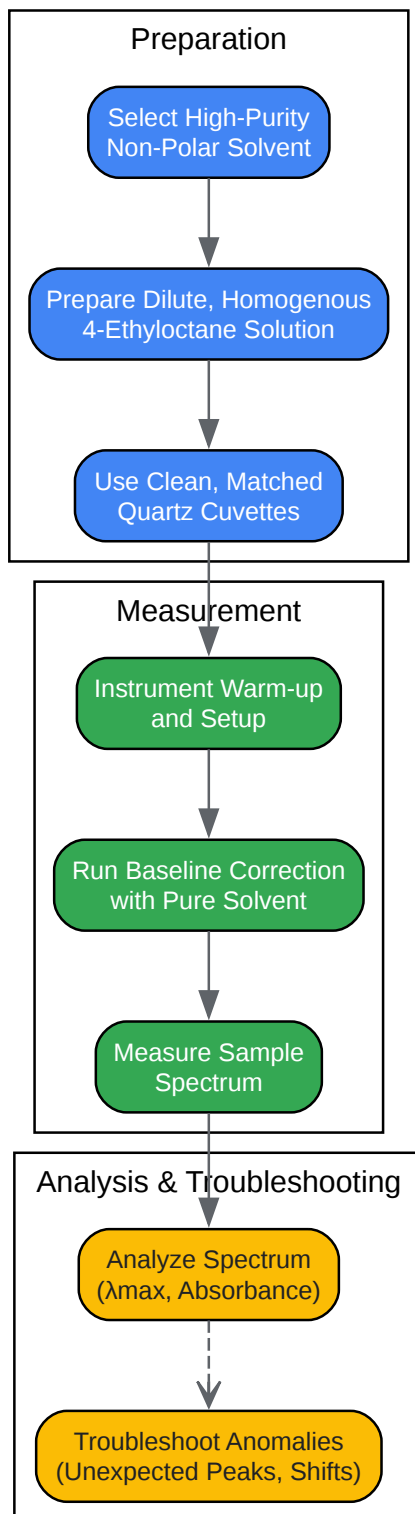 Preparation
Select High-Purity
Non-Polar Solvent
Prepare Dilute, Homogenous
4-Ethyloctane Solution
Use Clean, Matched
Quartz Cuvettes
Measurement
Instrument Warm-up
and Setup
Run Baseline Correction
with Pure Solvent
Measure Sample
Spectrum
Analysis & Troubleshooting
Analyze Spectrum
(λmax, Absorbance)
Troubleshoot Anomalies
(Unexpected Peaks, Shifts)